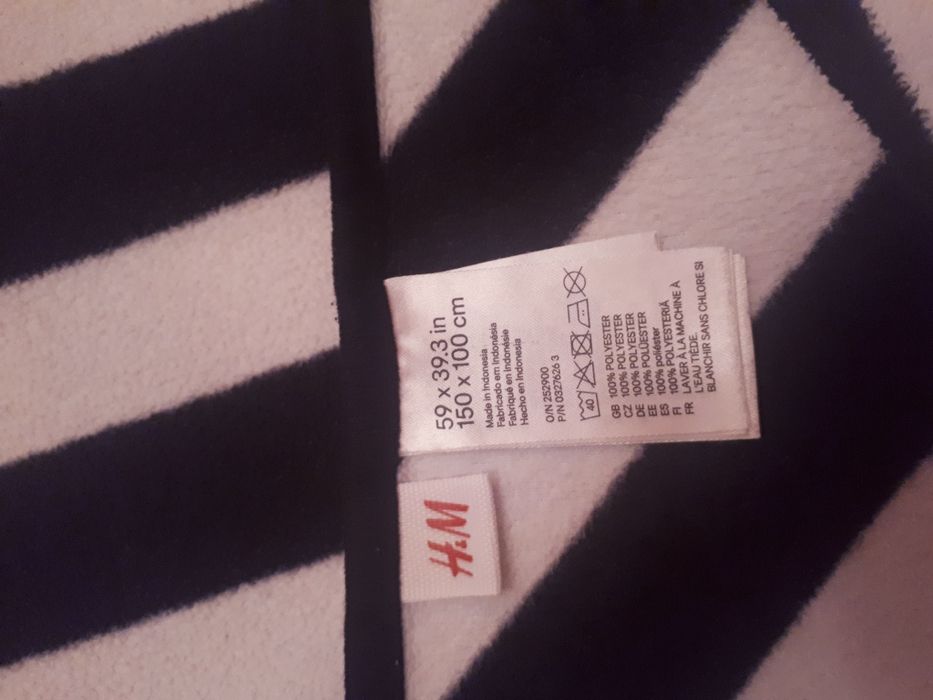 59 x 39.3 in
150 x 100 cm
Made in Indonesia
Fabricado em Indonésia
Fabriqué en Indonésie
Hecho en Indonesia
O/N 252900
P/N 0327626 3
40
GB 100% POLYESTER
CZ 100% POLYESTER
DE 100% POLYESTER
EE 100% POLÜESTER
ES 100% poliéster
FI 100% POLYESTERIÄ
FR LAVER À LA MACHINE À
L'EAU TIÈDE.
BLANCHIR SANS CHLORE SI
H&M